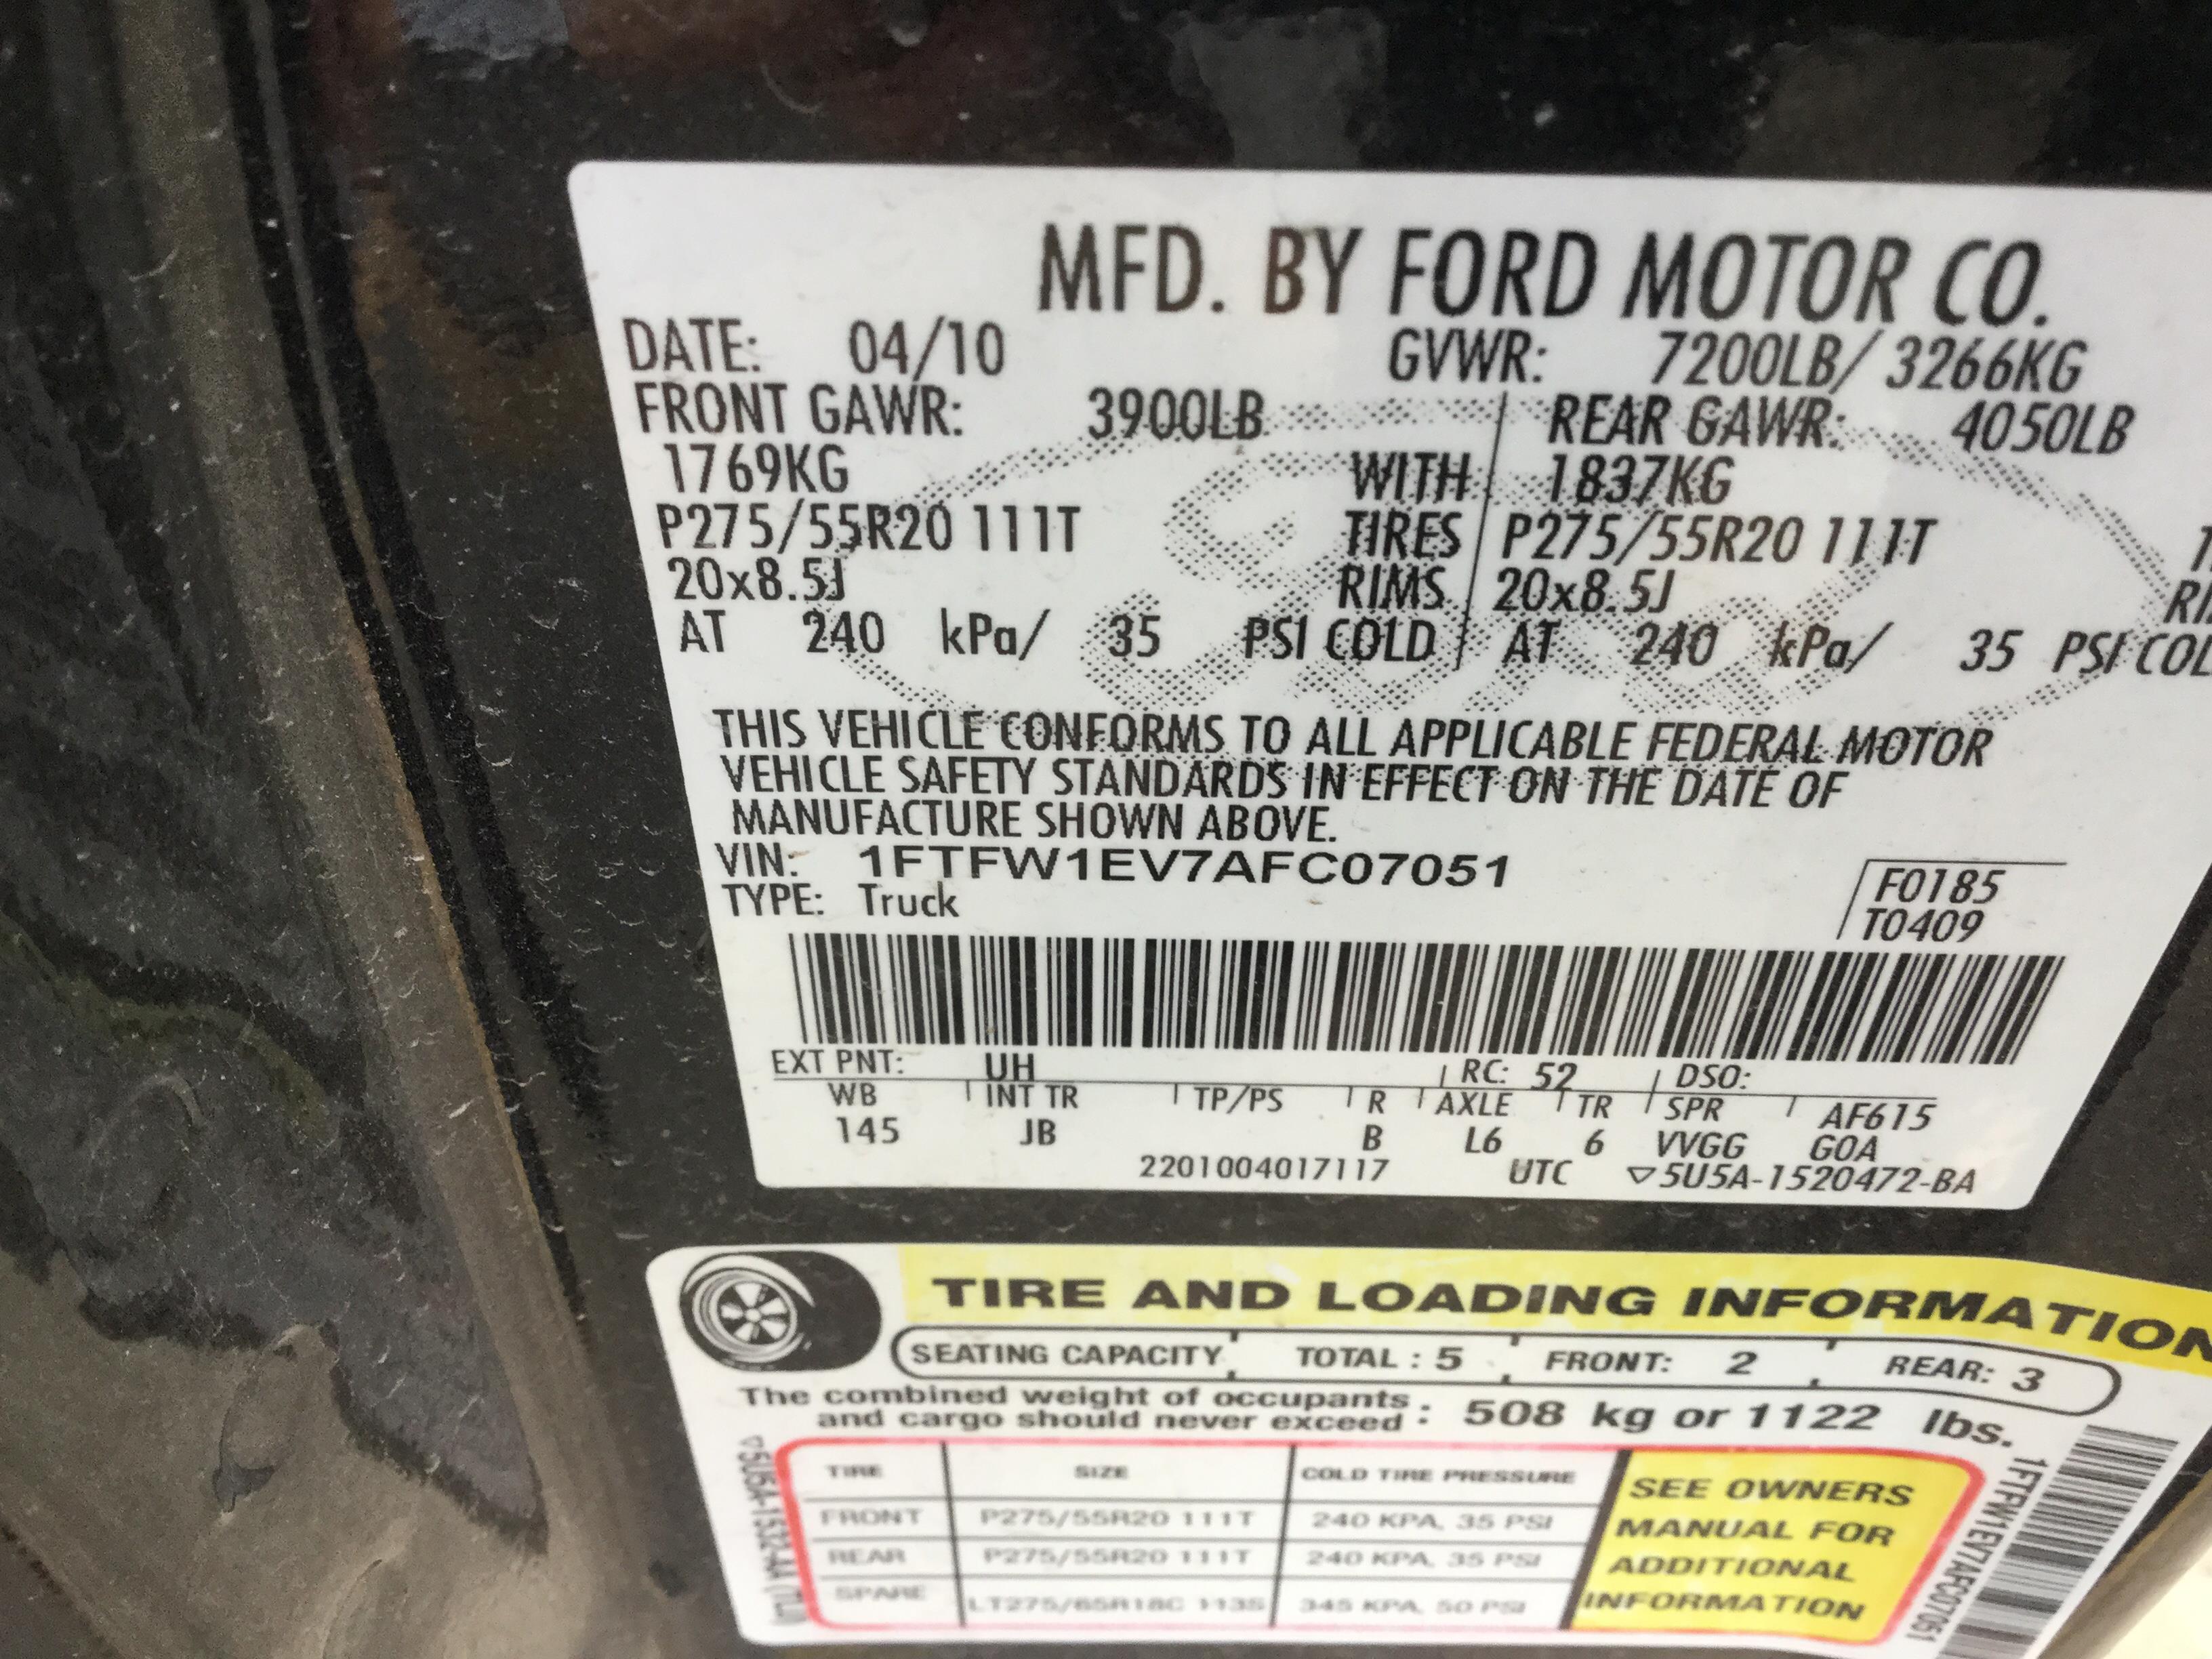 MFD. BY FORD MOTOR CO.
DATE: 04/10 GVWR: 7200LB/ 3266KG
FRONT GAWR: 3900LB REAR GAWR: 4050LB
1769KG WITH 1837KG
P275/55R20 111T TIRES P275/55R20 111T
20x8.5J RIMS 20x8.5J
AT 240 kPa/ 35 PSI COLD AT 240 kPa/ 35 PSI COL
THIS VEHICLE CONFORMS TO ALL APPLICABLE FEDERAL MOTOR
VEHICLE SAFETY STANDARDS IN EFFECT ON THE DATE OF
MANUFACTURE SHOWN ABOVE.
VIN: 1FTFW1EV7AFC07051
TYPE: Truck
F0185
T0409
EXT PNT: UH RC: 52 DSO:
WB INT TR TP/PS R AXLE TR SPR AF615
145 JB B L6 6 VVGG GOA
2201004017117 UTC ▽5U5A-1520472-BA
TIRE AND LOADING INFORMATION
SEATING CAPACITY TOTAL : 5 FRONT: 2 REAR: 3
The combined weight of occupants
and cargo should never exceed : 508 kg or 1122 lbs.
TIRE SIZE COLD TIRE PRESSURE
FRONT P275/55R20 111T 240 KPA, 35 PSI
REAR P275/55R20 111T 240 KPA, 35 PSI
SPARE LT275/65R18C 113S 345 KPA, 50 PSI
SEE OWNERS
MANUAL FOR
ADDITIONAL
INFORMATION
1FTFW1EV7AFC07051